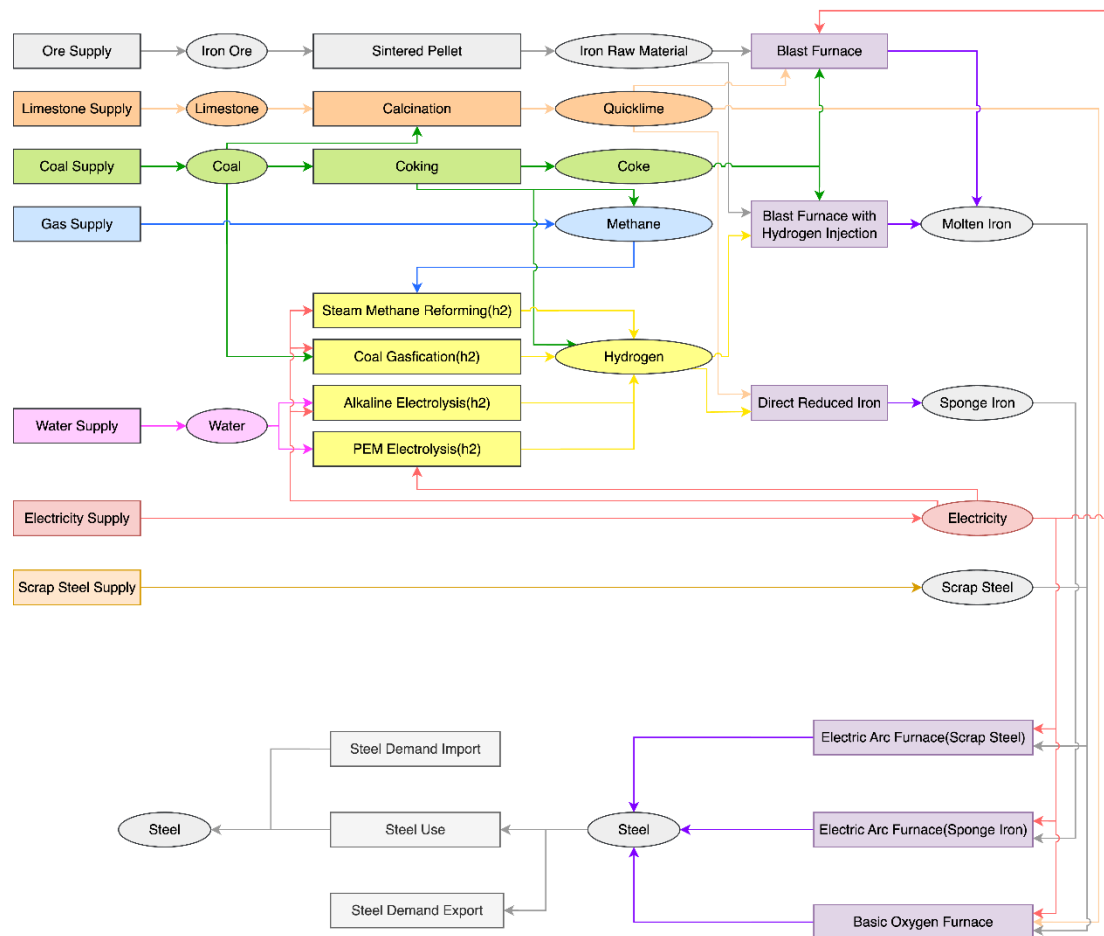 Ore Supply
Iron Ore
Sintered Pellet
Iron Raw Material
Blast Furnace
Limestone Supply
Limestone
Calcination
Quicklime
Coal Supply
Coal
Coking
Coke
Gas Supply
Methane
Blast Furnace with
Hydrogen Injection
Molten Iron
Steam Methane Reforming(h2)
Coal Gasfication(h2)
Hydrogen
Alkaline Electrolysis(h2)
Direct Reduced Iron
Sponge Iron
Water Supply
Water
PEM Electrolysis(h2)
Electricity Supply
Electricity
Scrap Steel Supply
Scrap Steel
Electric Arc Furnace(Scrap Steel)
Steel Demand Import
Steel
Steel Use
Steel
Electric Arc Furnace(Sponge Iron)
Steel Demand Export
Basic Oxygen Furnace